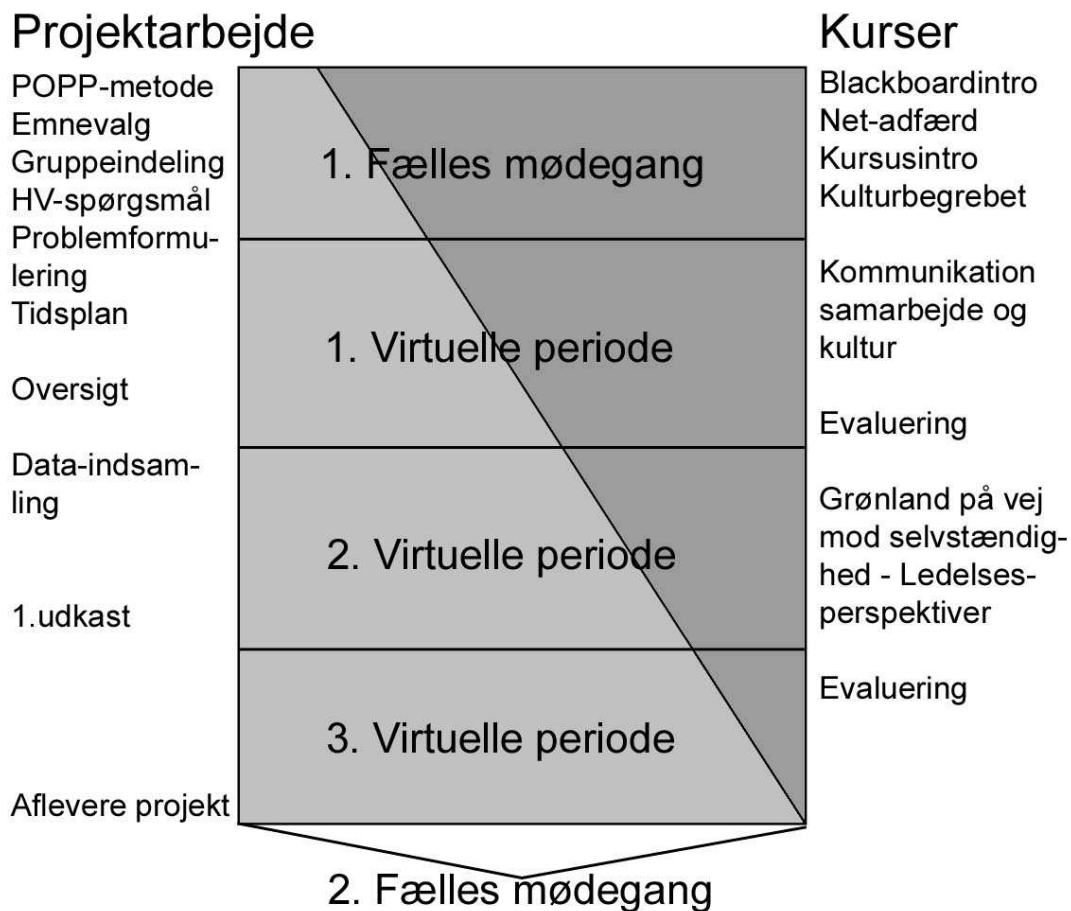 Projektarbejde
POPP-metode
Emnevalg
Gruppeindeling
HV-spørgsmål
Problemformu-
lering
Tidsplan
Oversigt
Data-indsam-
ling
1.udkast
Aflevere projekt
1. Fælles mødegang
1. Virtuelle periode
2. Virtuelle periode
3. Virtuelle periode
2. Fælles mødegang
Kurser
Blackboardintro
Net-adfærd
Kursusintro
Kulturbegrebet
Kommunikation
samarbejde og
kultur
Evaluering
Grønland på vej
mod selvstændig-
hed - Ledelses-
perspektiver
Evaluering